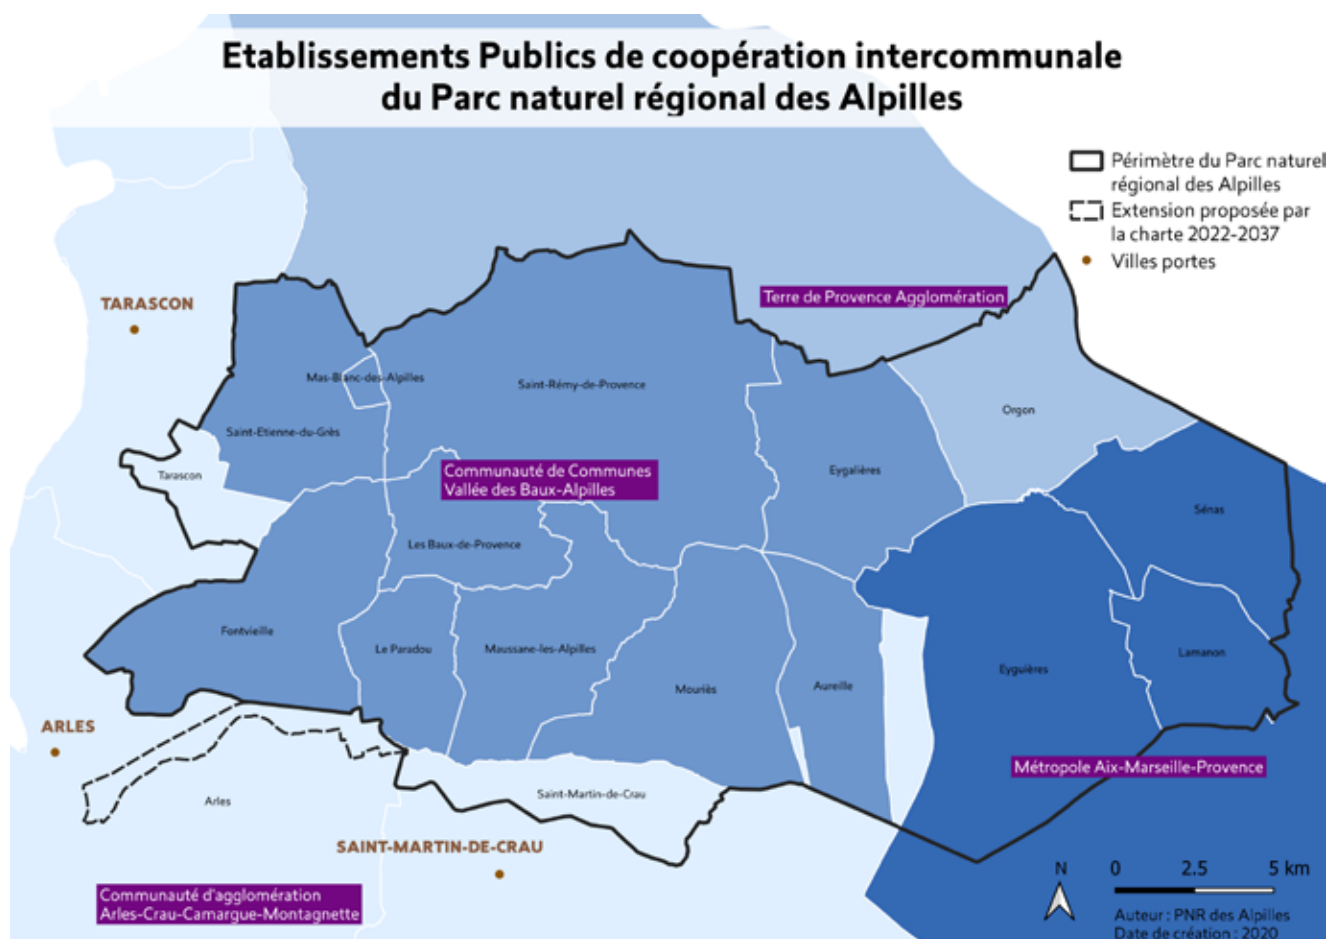 Etablissements Publics de coopération intercommunale
du Parc naturel régional des Alpilles
Périmètre du Parc naturel
régional des Alpilles
Extension proposée par
la charte 2022-2037
Villes portes
TARASCON
Terre de Provence Agglomération
Mas-Blanc-des-Alpilles
Saint-Rémy-de-Provence
Orgon
Saint-Etienne-du-Grès
Tarascon
Communauté de Communes
Vallée des Baux-Alpilles
Eygalières
Sénas
Les Baux-de-Provence
Fontvieille
Le Paradou
Maussane-les-Alpilles
Mouriès
Aureille
Eyguières
Lamanon
ARLES
Métropole Aix-Marseille-Provence
Arles
Saint-Martin-de-Crau
SAINT-MARTIN-DE-CRAU
Communauté d'agglomération
Arles-Crau-Camargue-Montagnette
N
0 2.5 5 km
Auteur : PNR des Alpilles
Date de création : 2020